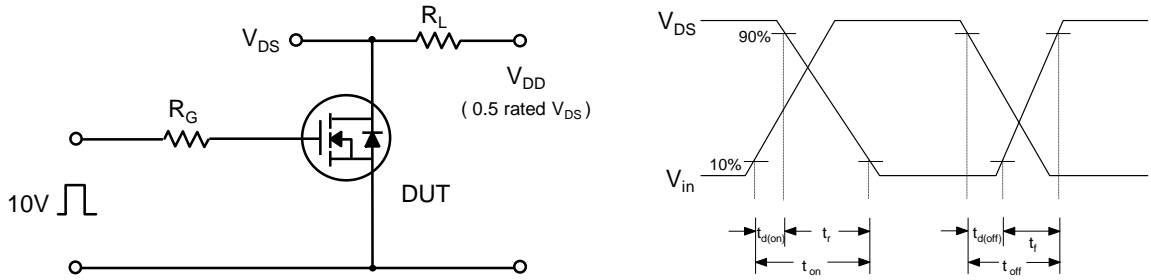 R_L
V_DS
V_DD
( 0.5 rated V_DS )
R_G
10V
DUT
V_DS
90%
10%
V_in
t_d(on)
t_r
t_on
t_d(off)
t_f
t_off